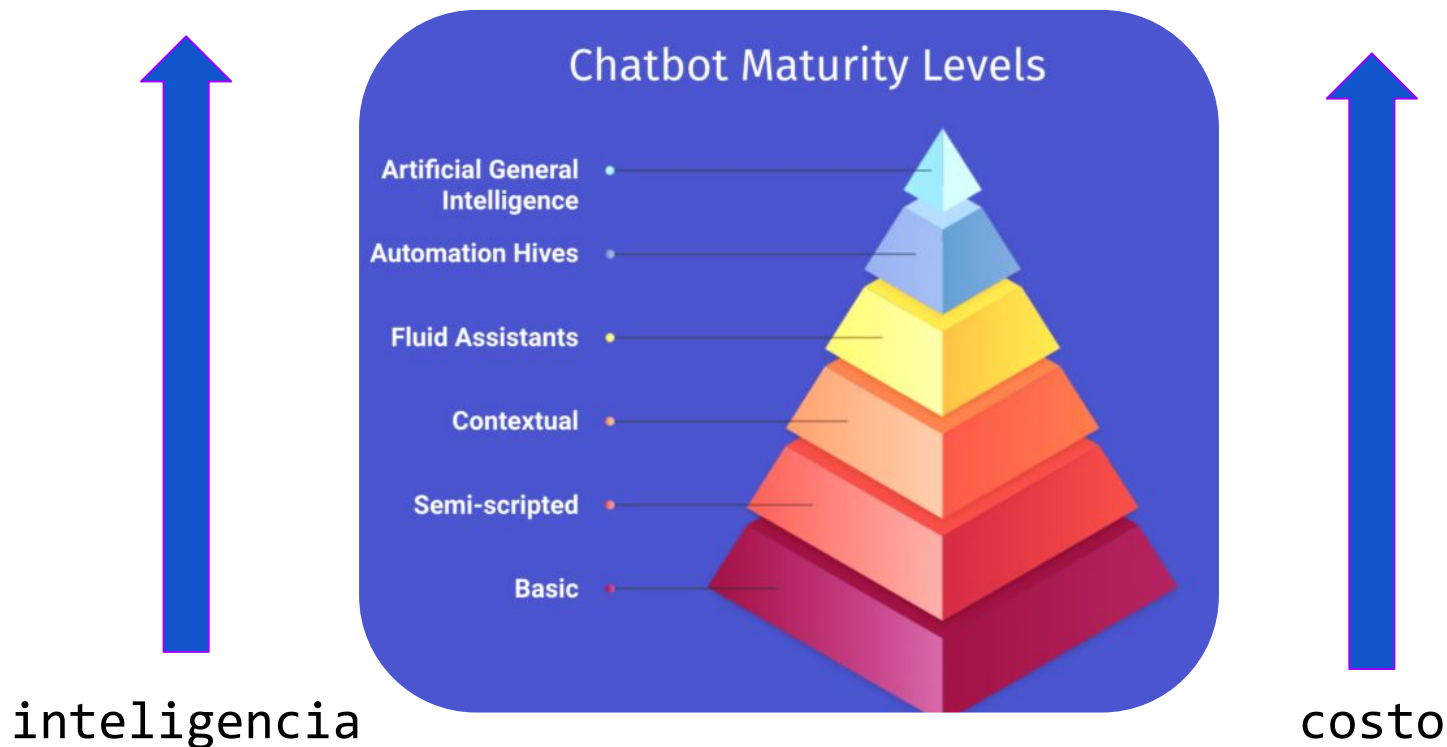 Chatbot Maturity Levels
Artificial General
Intelligence
Automation Hives
Fluid Assistants
Contextual
Semi-scripted
Basic
inteligencia
costo